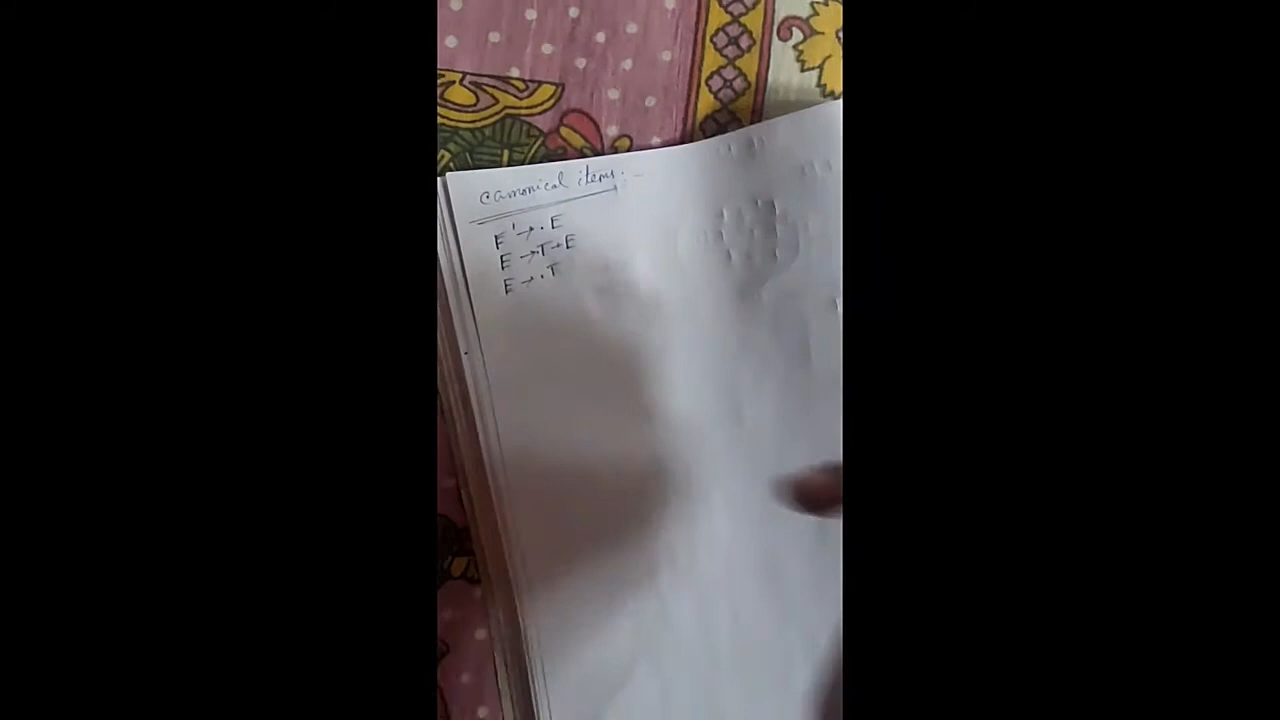 canonical items:-
E' → .E
E → .T+E
E → .T